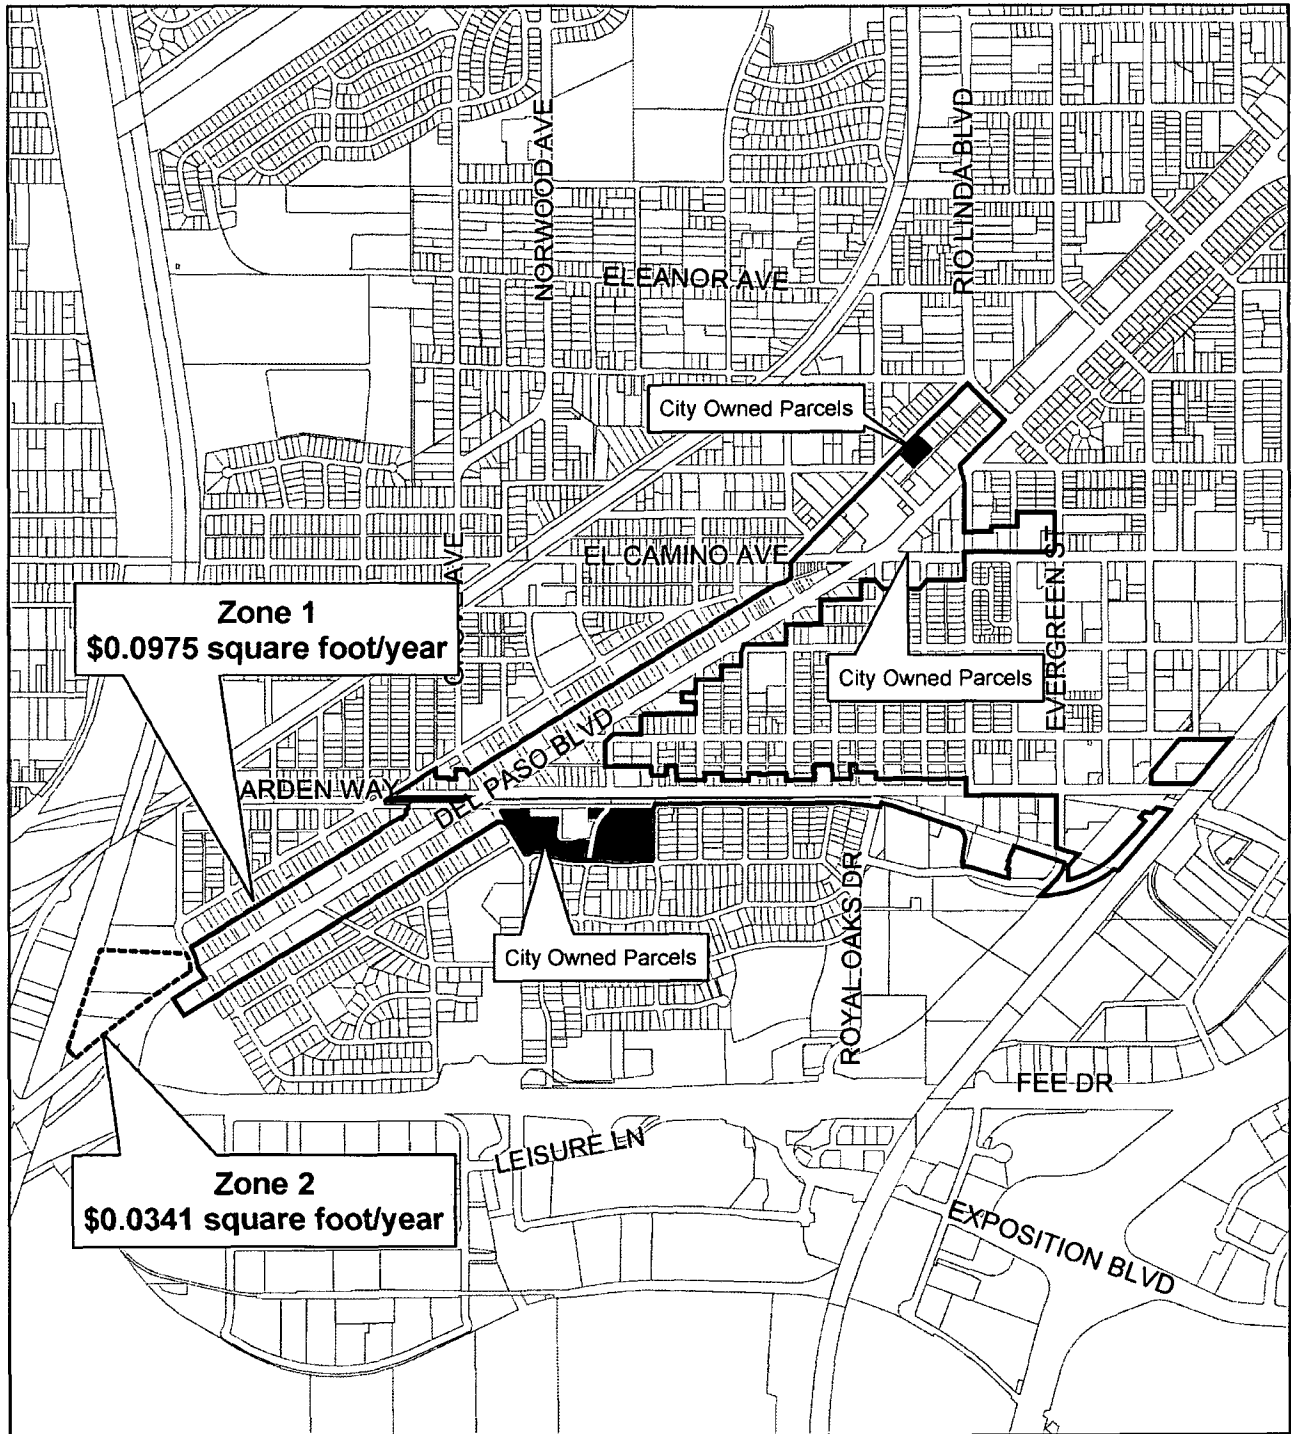 NORWOOD AVE
RIO LINDA BLVD
ELEANOR AVE
City Owned Parcels
EL CAMINO AVE
AVE
EVERGREEN ST
Zone 1
$0.0975 square foot/year
City Owned Parcels
DEL PASO BLVD
ARDEN WAY
ROYAL OAKS DR
City Owned Parcels
FEE DR
LEISURE LN
Zone 2
$0.0341 square foot/year
EXPOSITION BLVD